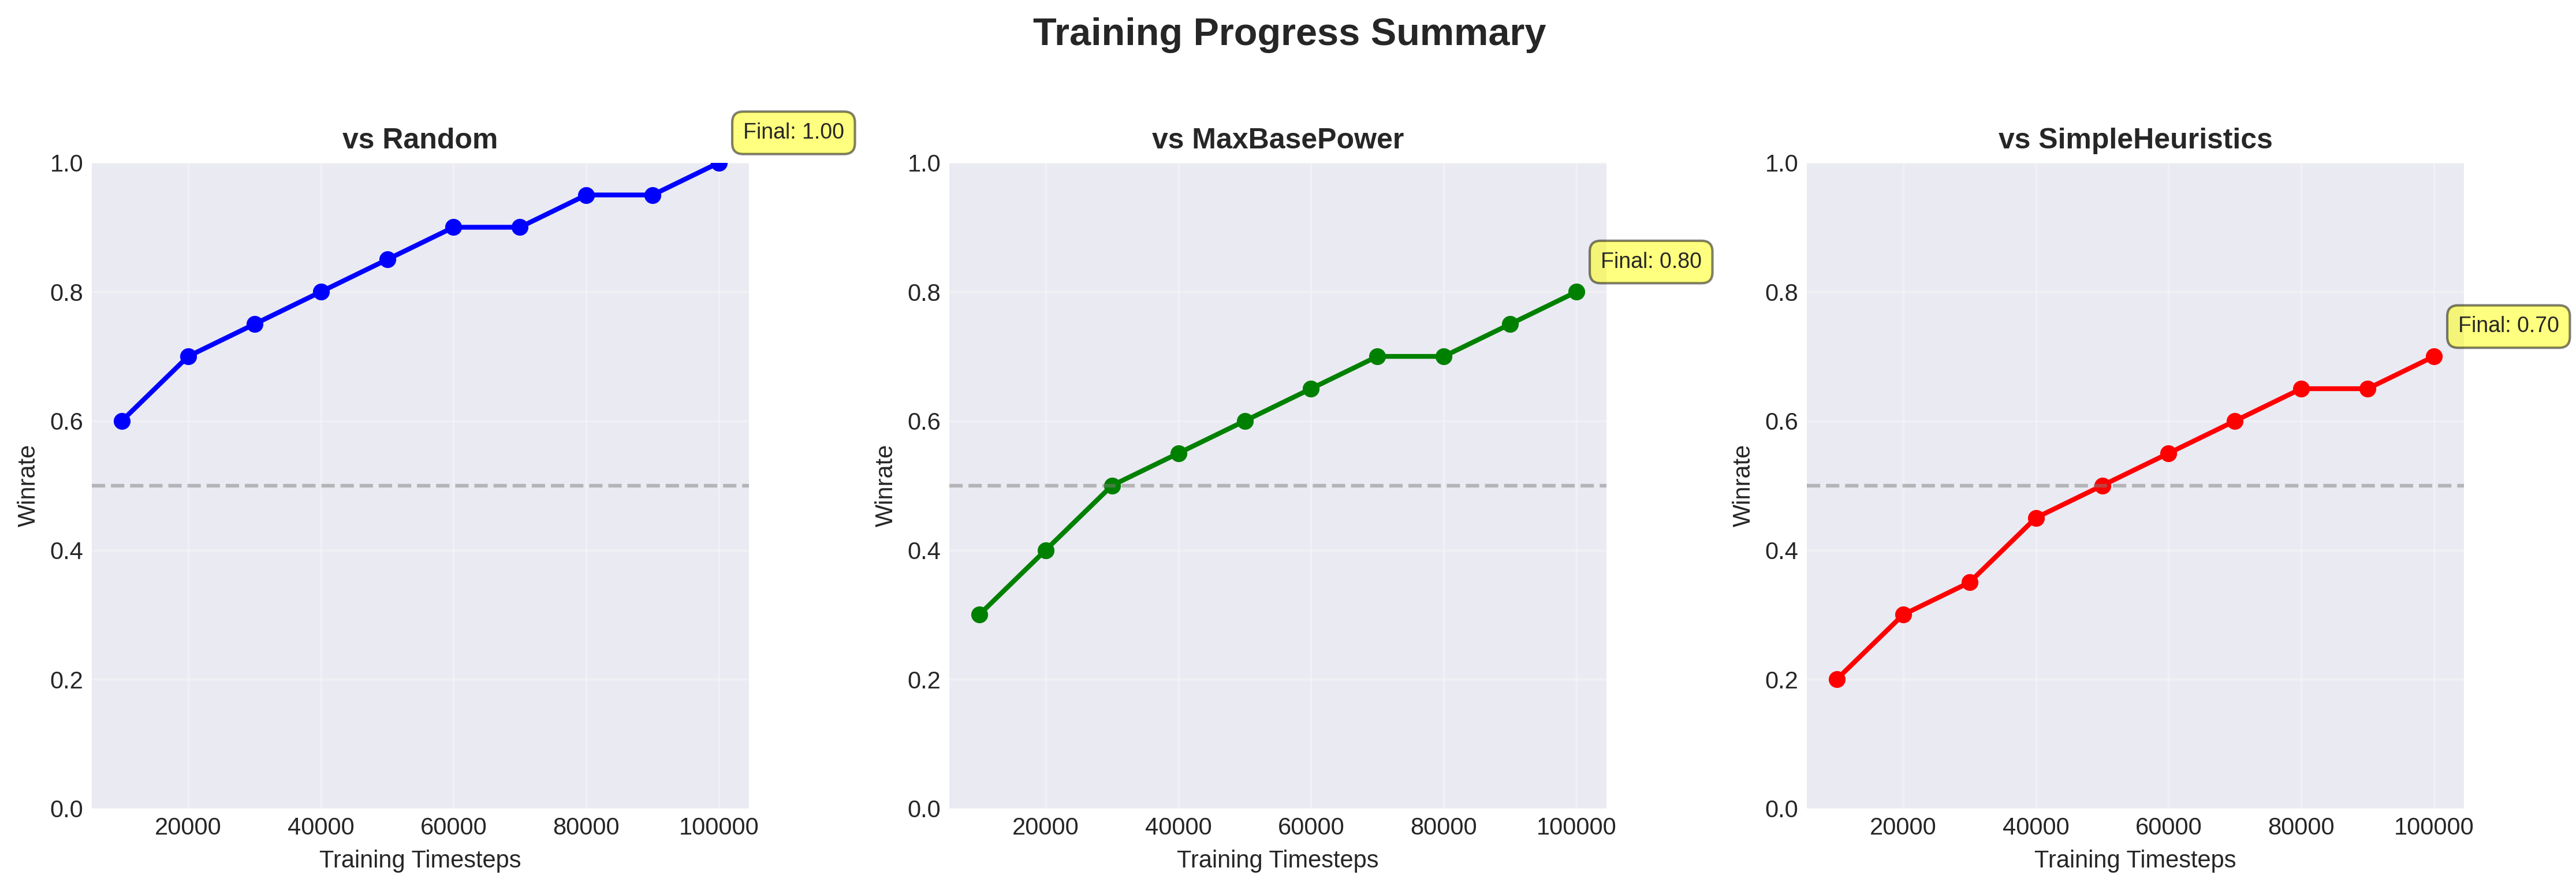 Training Progress Summary
vs Random
Final: 1.00
1.0
0.8
0.6
0.4
0.2
0.0
Winrate
20000 40000 60000 80000 100000
Training Timesteps
vs MaxBasePower
Final: 0.80
1.0
0.8
0.6
0.4
0.2
0.0
Winrate
20000 40000 60000 80000 100000
Training Timesteps
vs SimpleHeuristics
Final: 0.70
1.0
0.8
0.6
0.4
0.2
0.0
Winrate
20000 40000 60000 80000 100000
Training Timesteps